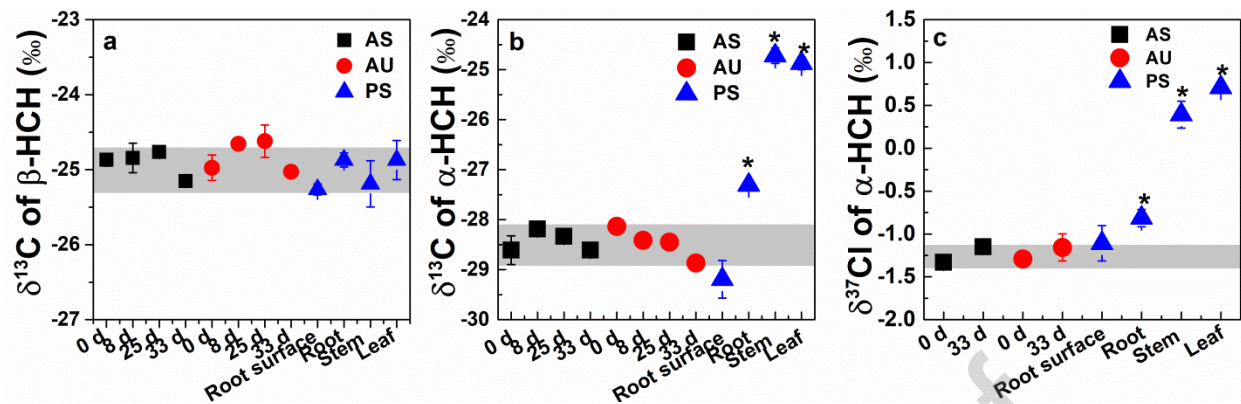 a
AS
AU
PS
δ¹³C of β-HCH (‰)
-23
-24
-25
-26
-27
0 d
8 d
25 d
33 d
0 d
8 d
25 d
33 d
Root surface
Root
Stem
Leaf
b
AS
AU
PS
δ¹³C of α-HCH (‰)
-24
-25
-26
-27
-28
-29
-30
*
*
*
0 d
8 d
25 d
33 d
0 d
8 d
25 d
33 d
Root surface
Root
Stem
Leaf
c
AS
AU
PS
δ³⁷Cl of α-HCH (‰)
1.5
1.0
0.5
0.0
-0.5
-1.0
-1.5
-2.0
*
*
*
0 d
33 d
0 d
33 d
Root surface
Root
Stem
Leaf
f